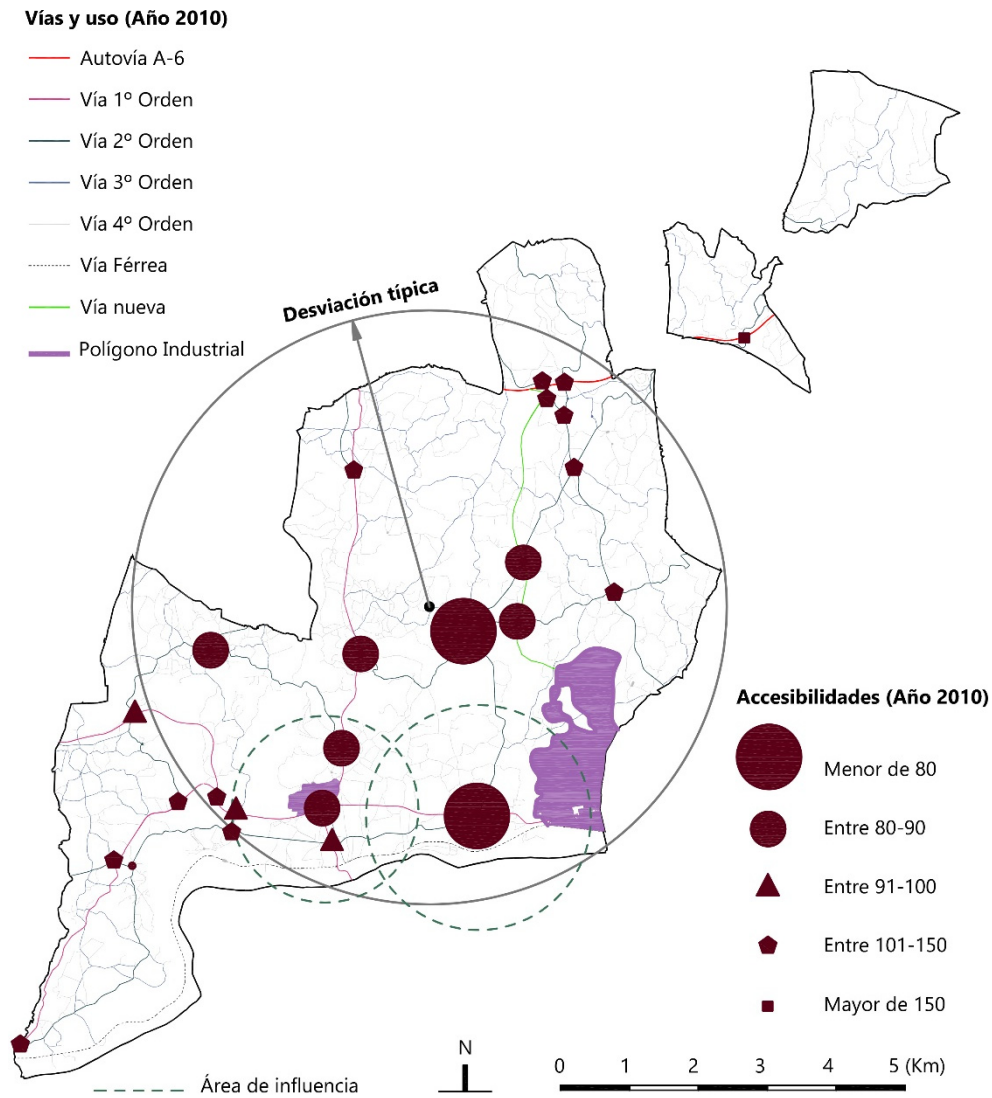 Vías y uso (Año 2010)
Autovía A-6
Vía 1º Orden
Vía 2º Orden
Vía 3º Orden
Vía 4º Orden
Vía Férrea
Vía nueva
Polígono Industrial
Desviación típica
Accesibilidades (Año 2010)
Menor de 80
Entre 80-90
Entre 91-100
Entre 101-150
Mayor de 150
Área de influencia
N
0 1 2 3 4 5 (Km)